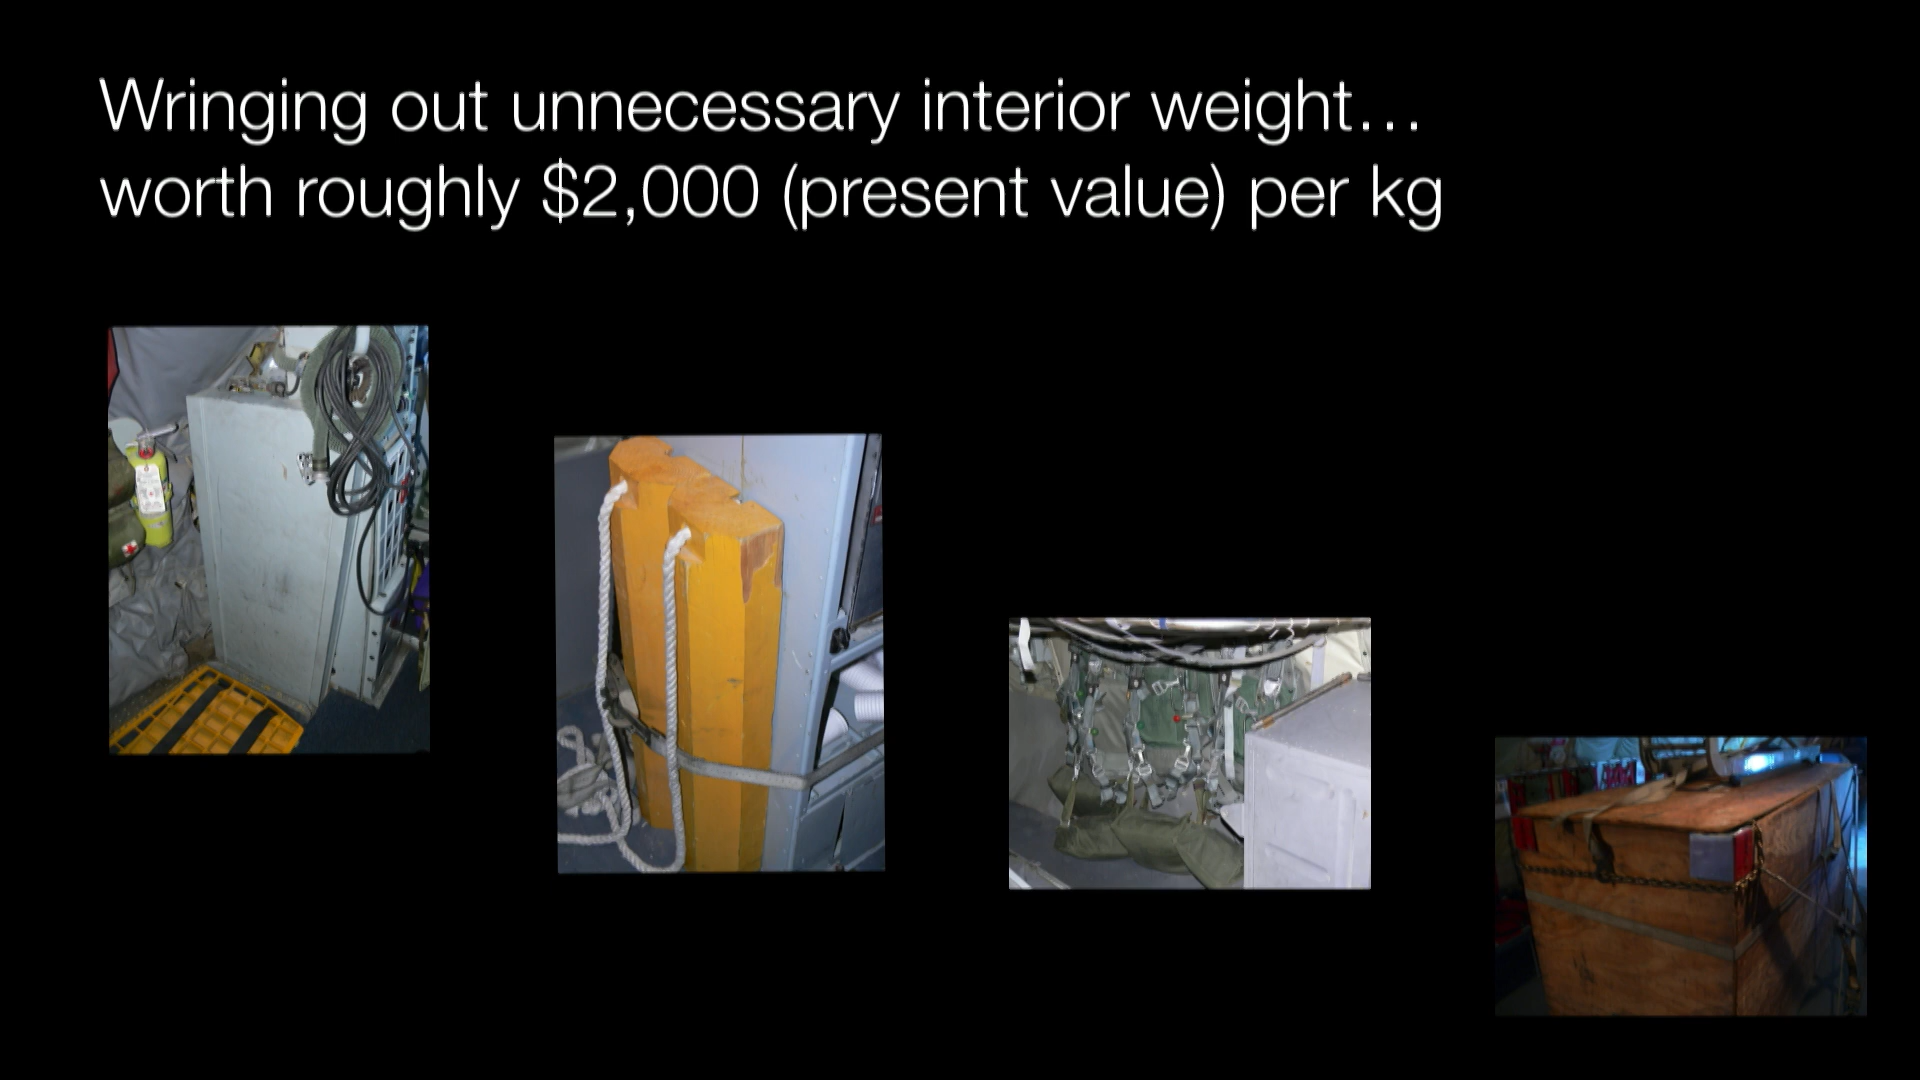 Wringing out unnecessary interior weight…
worth roughly $2,000 (present value) per kg